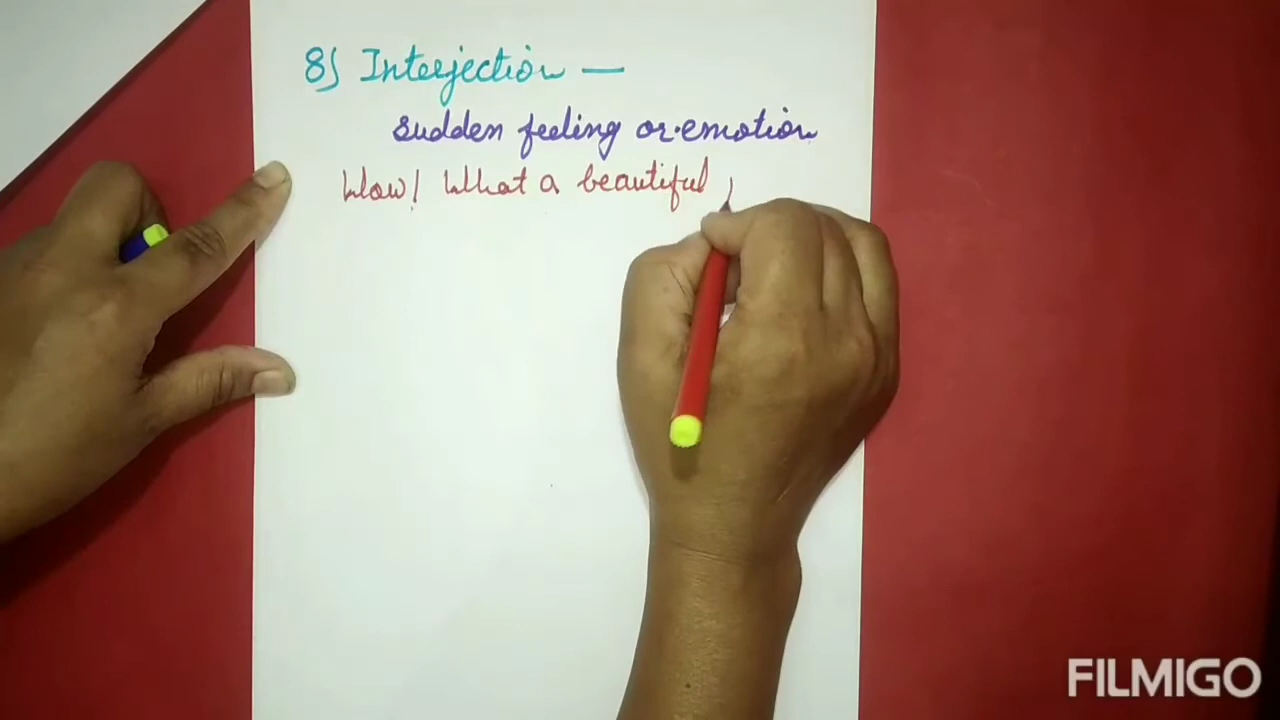 8) Interjection —
sudden feeling or emotion
Wow! What a beautiful
FILMIGO